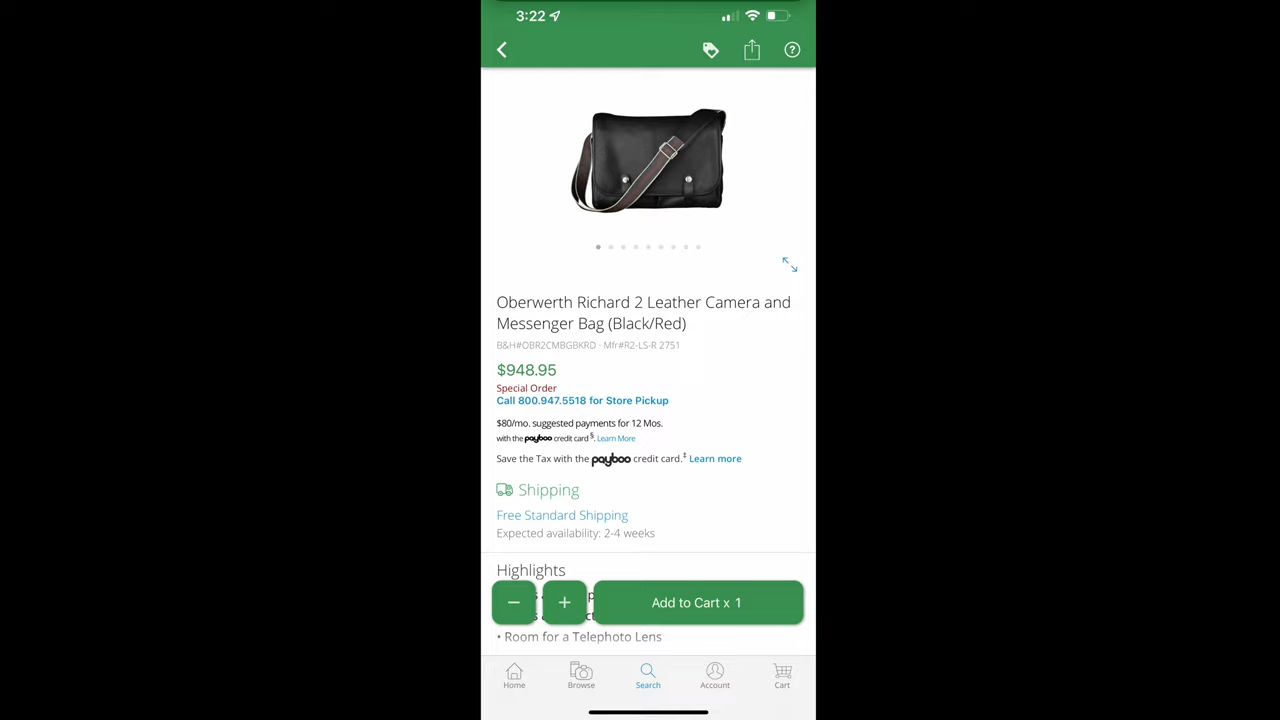 3:22
Oberwerth Richard 2 Leather Camera and
Messenger Bag (Black/Red)
B&H#OBR2CMBGBKRD · Mfr#R2-LS-R 2751
$948.95
Special Order
Call 800.947.5518 for Store Pickup
$80/mo. suggested payments for 12 Mos.
with the payboo credit card§. Learn More
Save the Tax with the payboo credit card.‡ Learn more
Shipping
Free Standard Shipping
Expected availability: 2-4 weeks
Highlights
− + Add to Cart x 1
• Room for a Telephoto Lens
Home Browse Search Account Cart